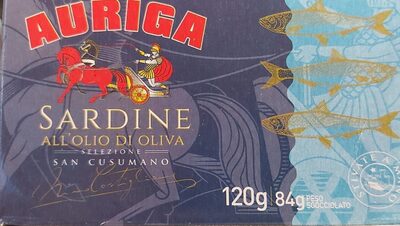 AURIGA
SARDINE
ALL'OLIO DI OLIVA
SELEZIONE
SAN CUSUMANO
120g 84g PESO
SGOCCIOLATO